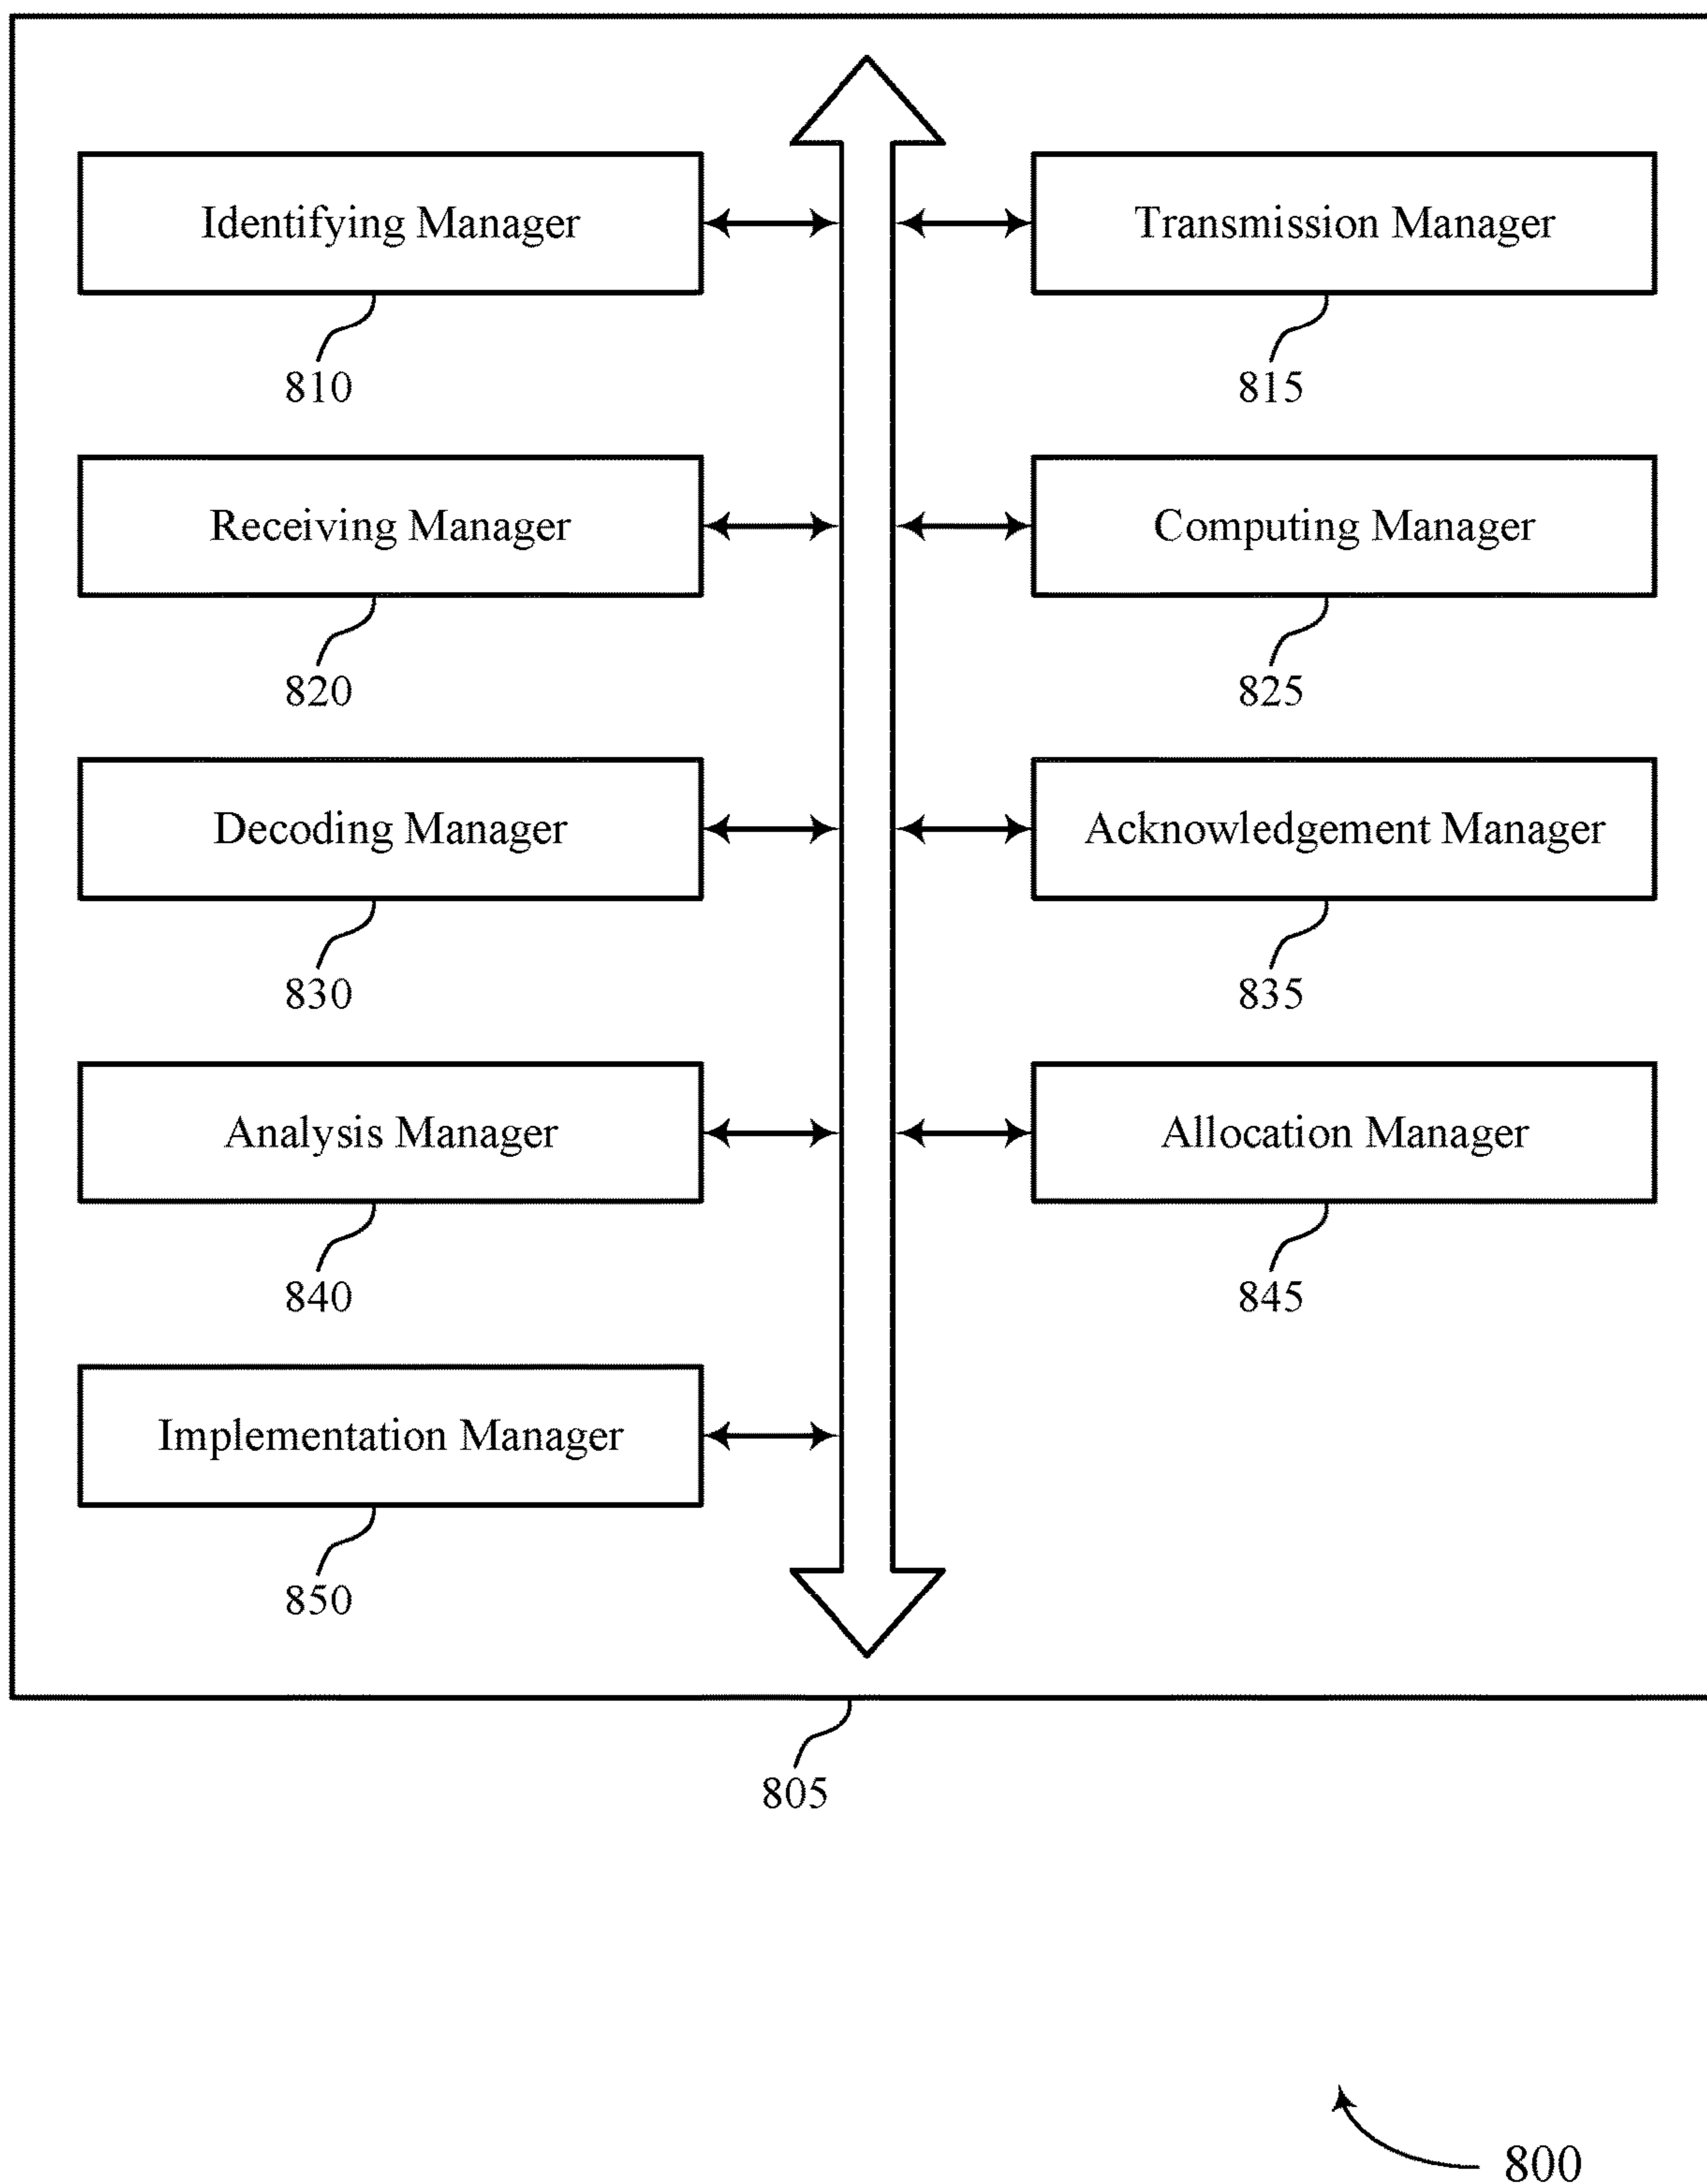 Identifying Manager
Transmission Manager
810
815
Receiving Manager
Computing Manager
820
825
Decoding Manager
Acknowledgement Manager
830
835
Analysis Manager
Allocation Manager
840
845
Implementation Manager
850
805
800